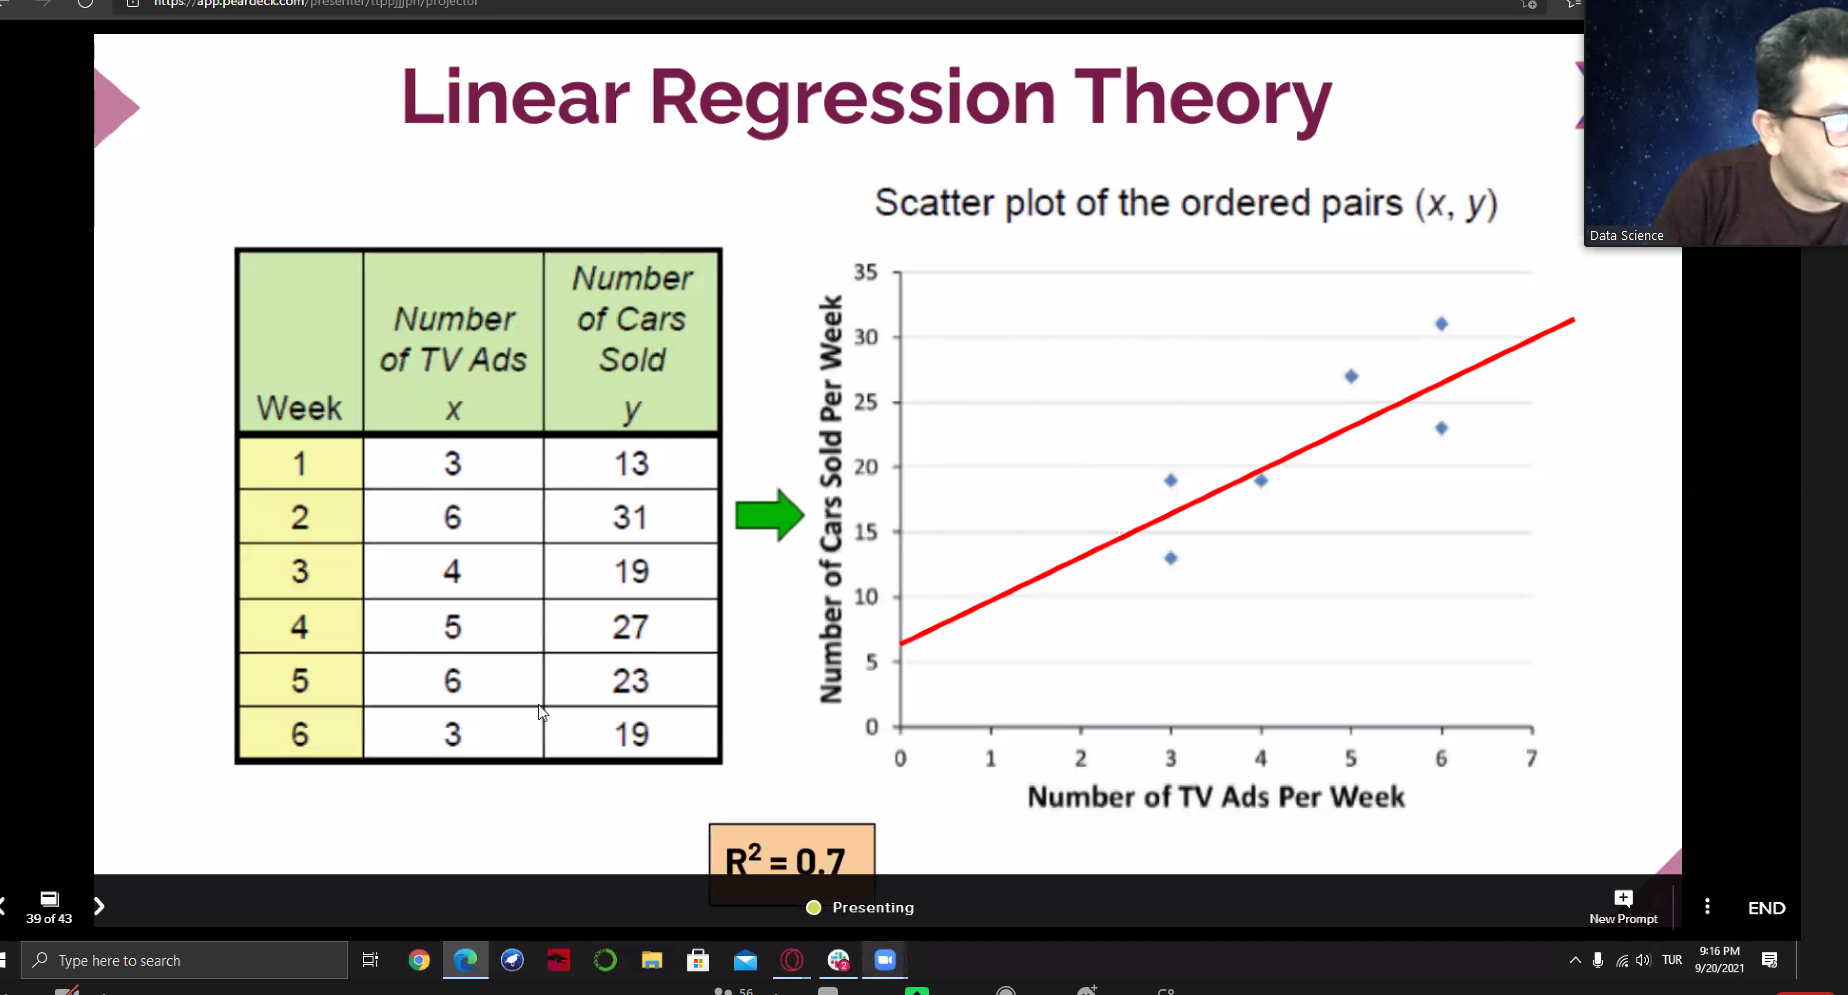 https://app.peardeck.com/presenter/ttppjjjpn/projector
Linear Regression Theory
Scatter plot of the ordered pairs (x, y)
Data Science
Week
Number of TV Ads x
Number of Cars Sold y
1 3 13
2 6 31
3 4 19
4 5 27
5 6 23
6 3 19
Number of Cars Sold Per Week
35
30
25
20
15
10
5
0
0 1 2 3 4 5 6 7
Number of TV Ads Per Week
R² = 0.7
39 of 43
Presenting
New Prompt
END
Type here to search
2
TUR
9:16 PM
9/20/2021
56